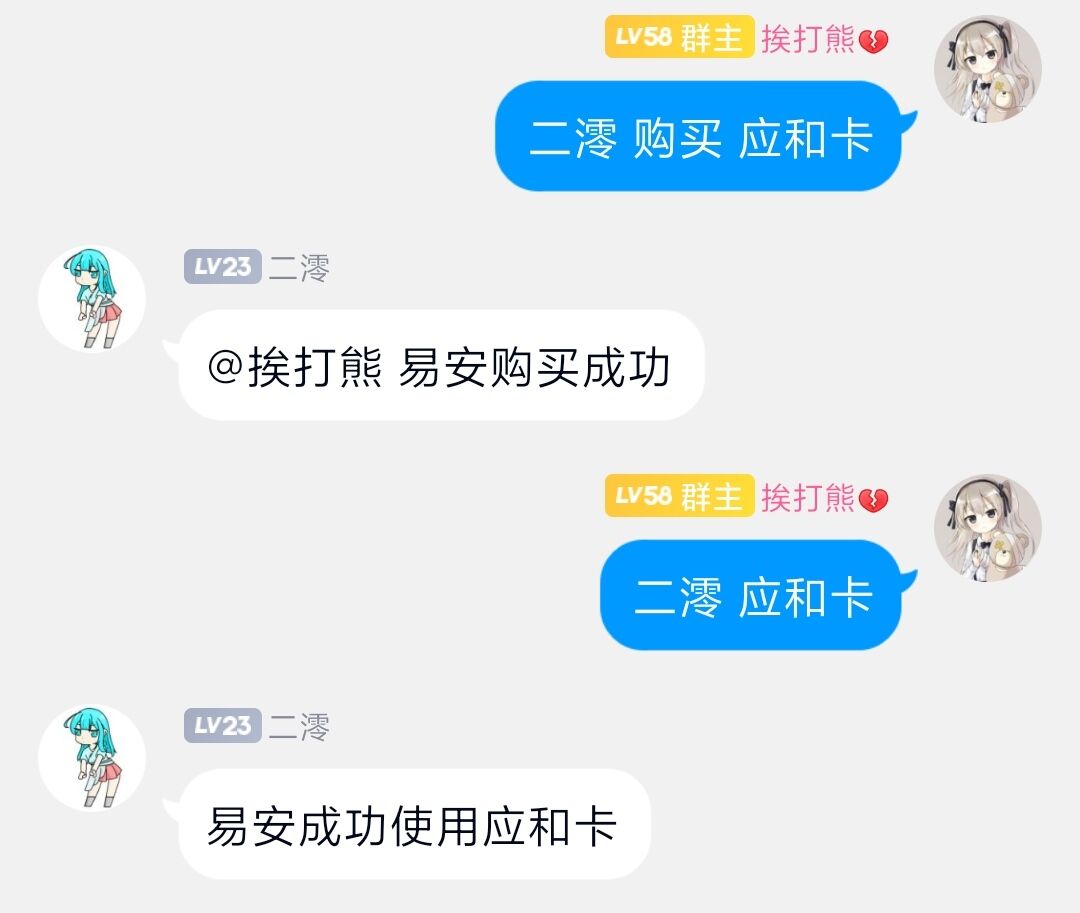 LV58 群主 挨打熊💔
二澪 购买 应和卡
LV23 二澪
@挨打熊 易安购买成功
LV58 群主 挨打熊💔
二澪 应和卡
LV23 二澪
易安成功使用应和卡